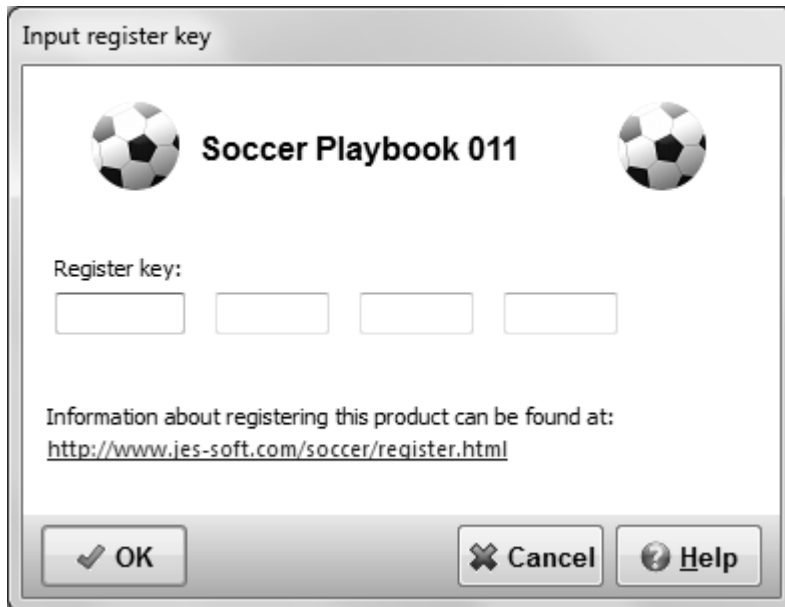 Input register key
Soccer Playbook 011
Register key:
Information about registering this product can be found at:
http://www.jes-soft.com/soccer/register.html
OK
Cancel
Help